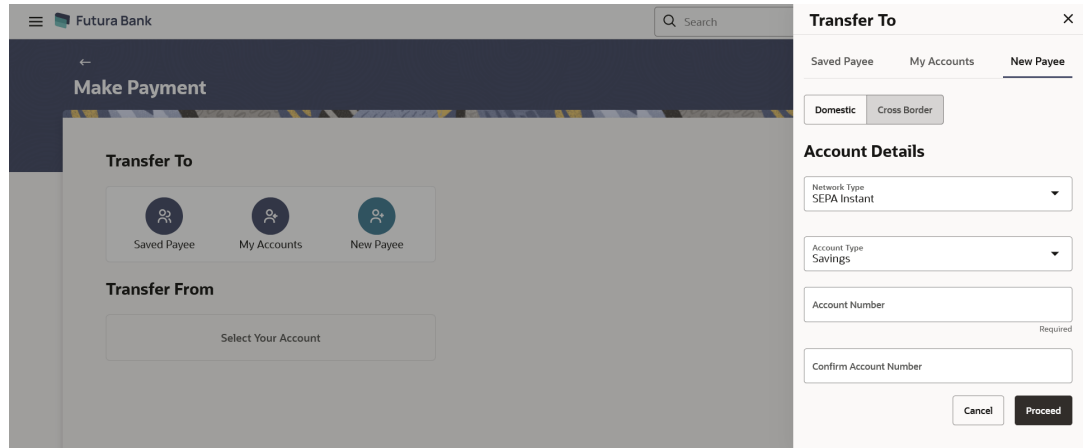 Futura Bank
Search
Make Payment
Transfer To
Saved Payee My Accounts New Payee
Transfer From
Select Your Account
Transfer To
Saved Payee My Accounts New Payee
Domestic Cross Border
Account Details
Network Type
SEPA Instant
Account Type
Savings
Account Number
Required
Confirm Account Number
Cancel Proceed